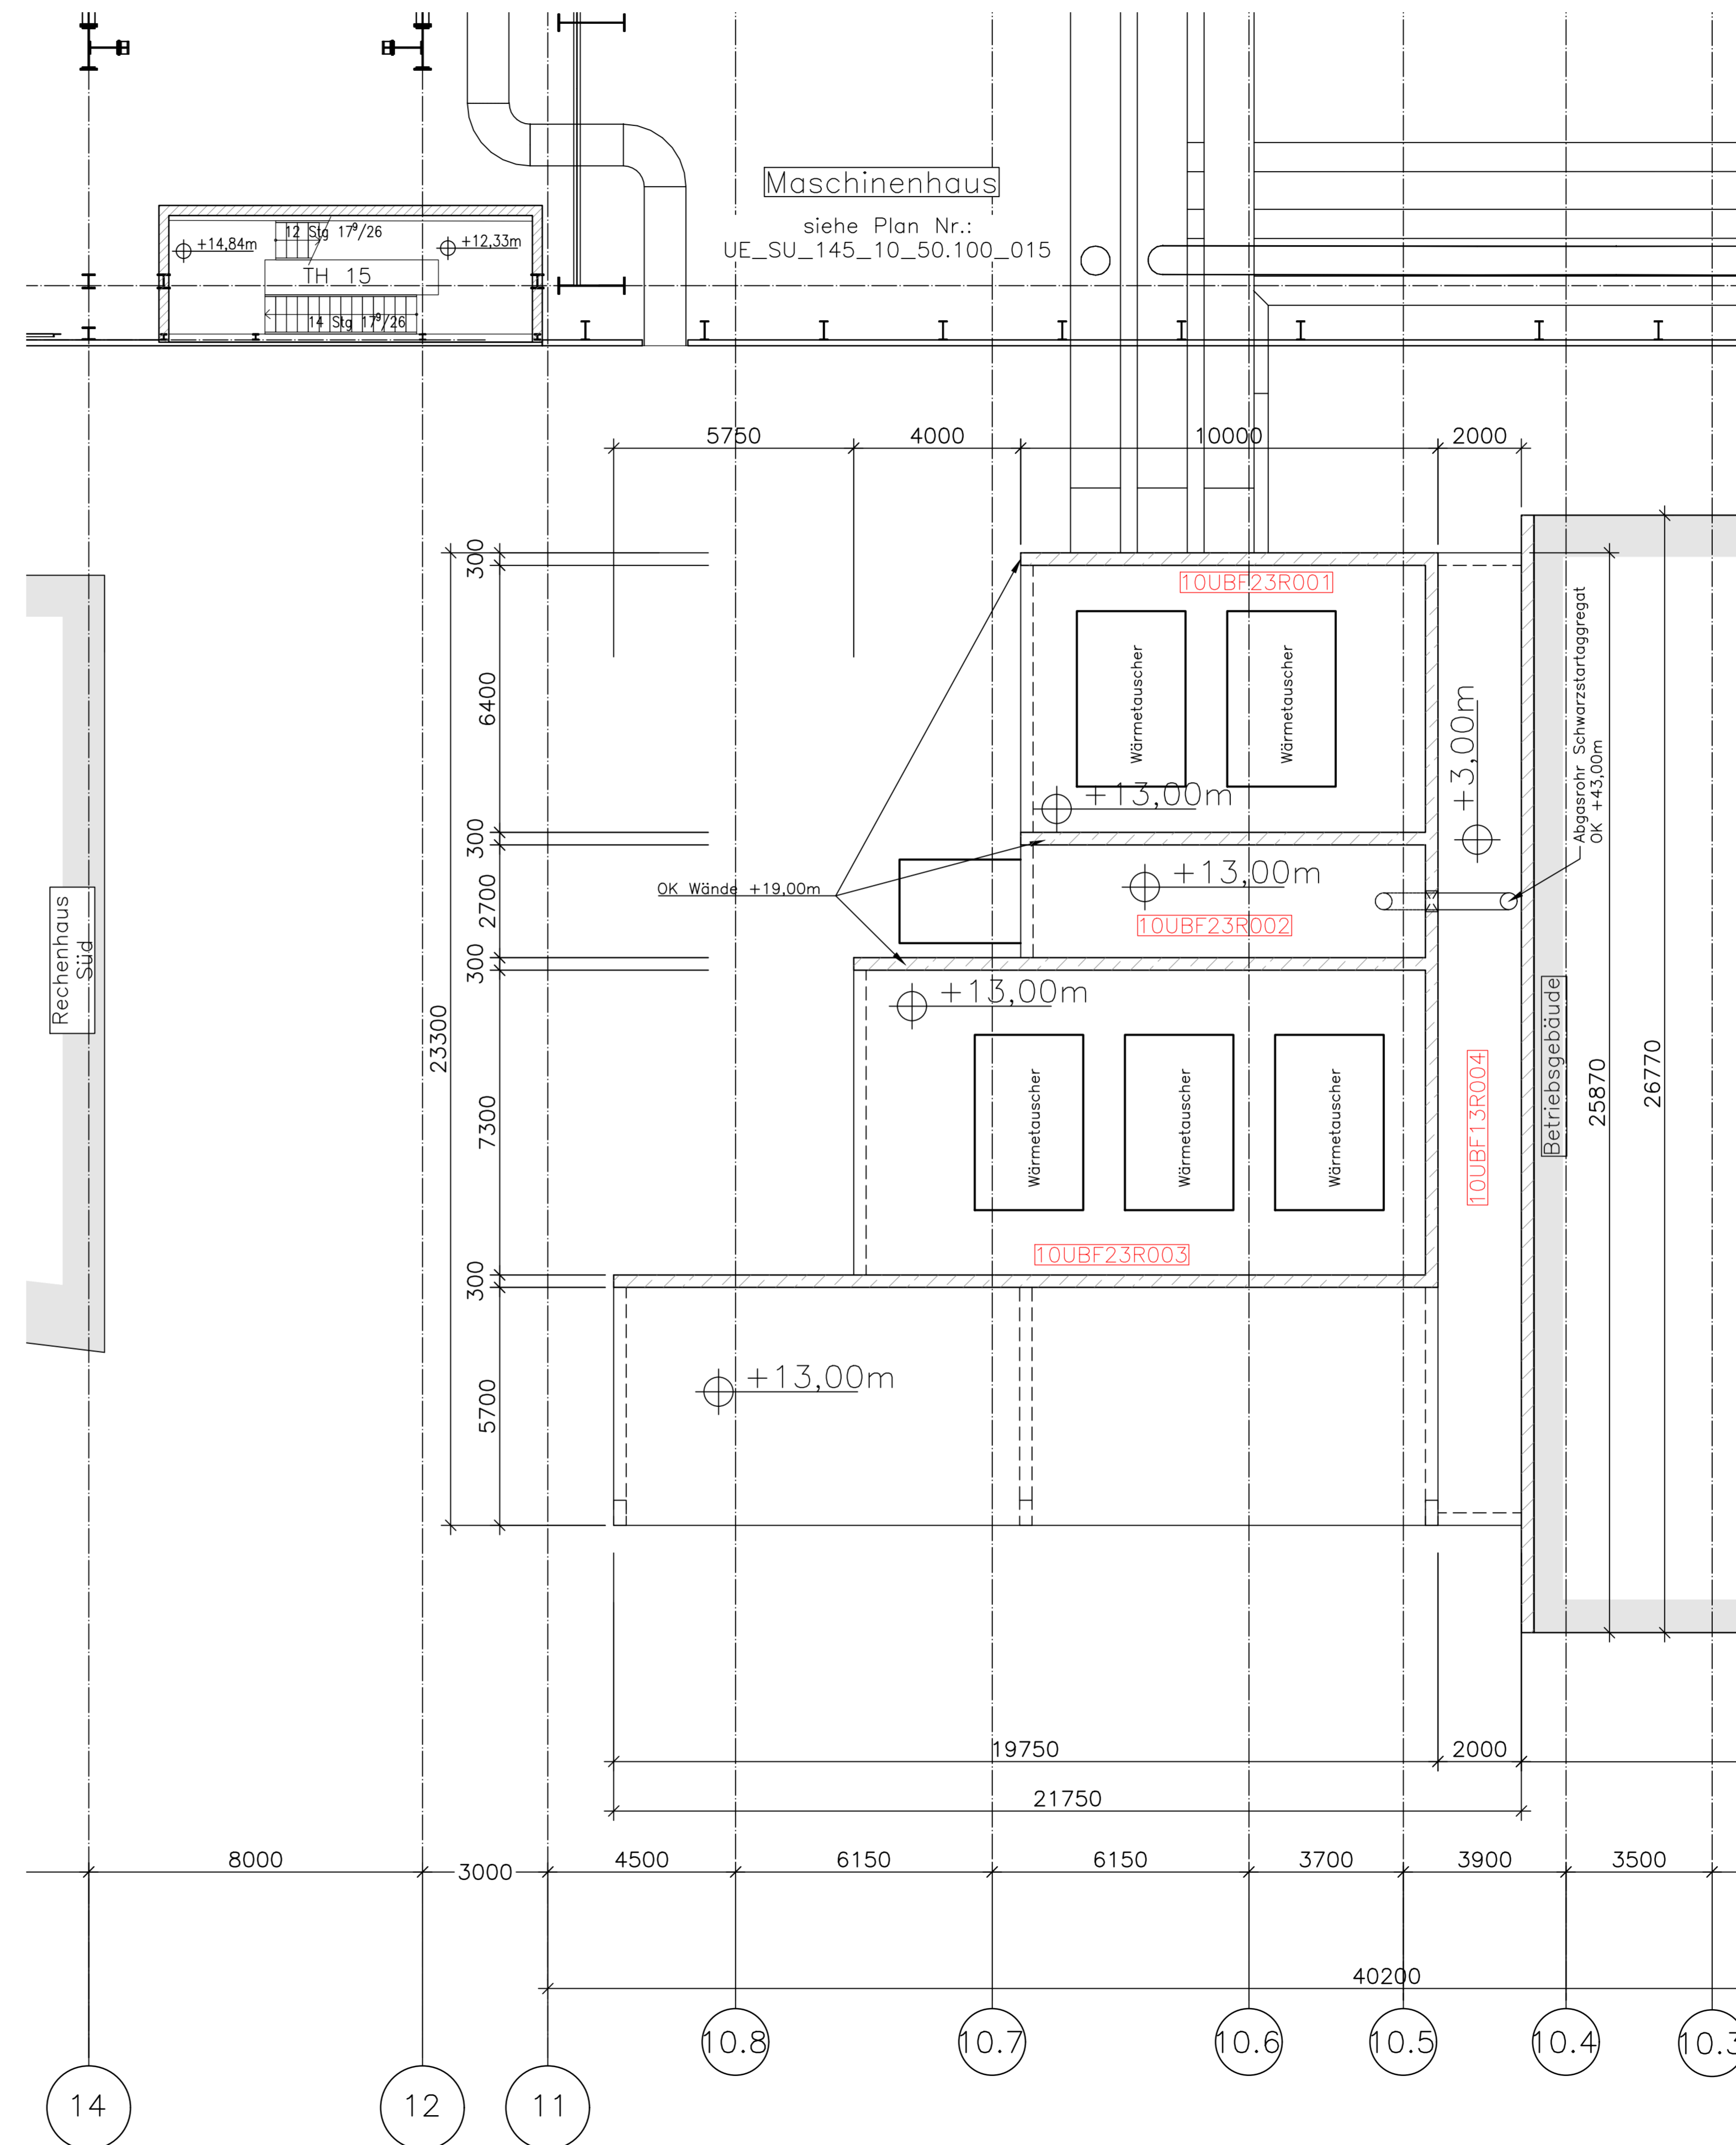 Maschinenhaus
siehe Plan Nr.:
UE_SU_145_10_50.100_015
12 Stg 17⁹/26
+14,84m
+12,33m
TH 15
14 Stg 17⁹/26
5750
4000
10000
2000
300
6400
300
2700
300
7300
300
5700
23300
10UBF23R001
Wärmetauscher
Wärmetauscher
+13,00m
+3,00m
Abgasrohr Schwarzstartaggregat
OK +43,00m
OK Wände +19,00m
+13,00m
10UBF23R002
+13,00m
Wärmetauscher
Wärmetauscher
Wärmetauscher
10UBF23R003
10UBF13R004
Rechenhaus
Süd
Betriebsgebäude
25870
26770
+13,00m
19750
2000
21750
8000
3000
4500
6150
6150
3700
3900
3500
40200
10.8
10.7
10.6
10.5
10.4
10.3
14
12
11